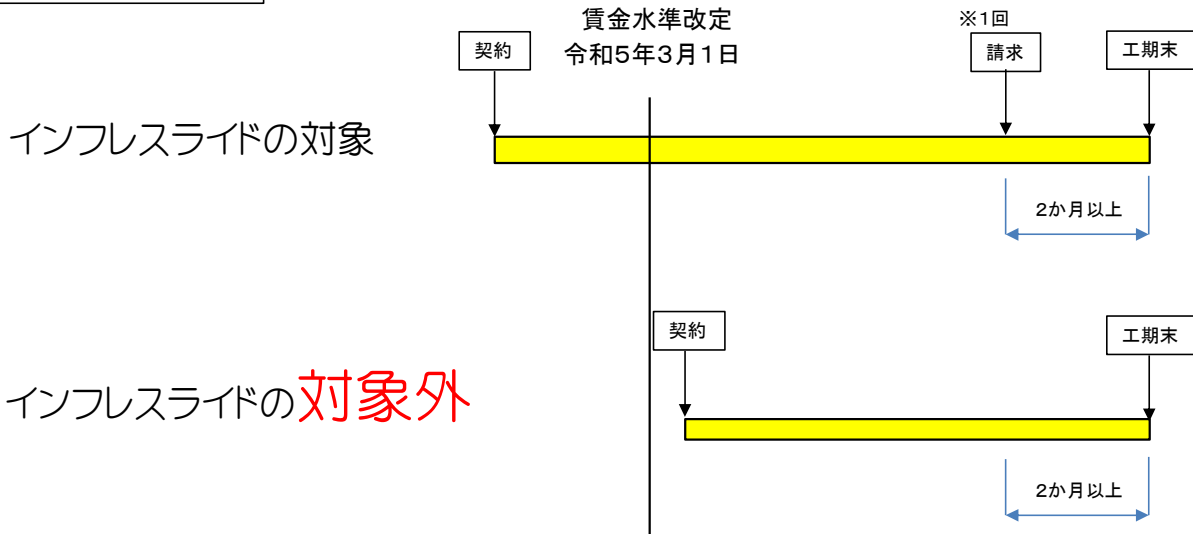 賃金水準改定
令和5年3月1日
※1回
契約
請求
工期末
インフレスライドの対象
2か月以上
契約
工期末
インフレスライドの対象外
2か月以上